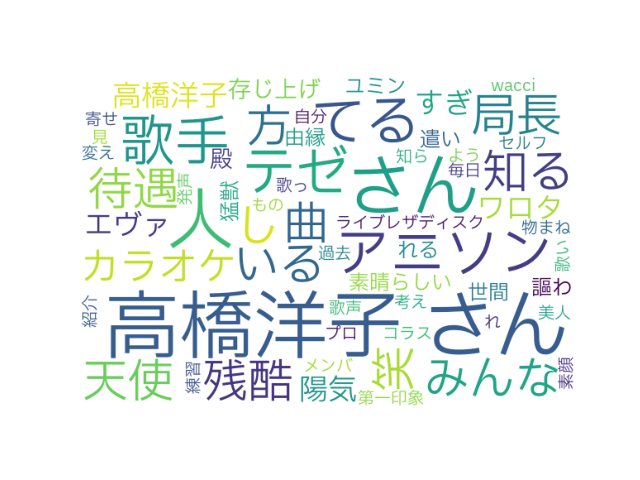 高橋洋子
存じ上げ
ユミン
wacci
寄せ
見
変え
歌手
方
てる
自分
由縁
すぎ
遣い
局長
セルフ
待遇
発声
殿
猛獣
テゼ
歌っ
さん
知ら
よう
毎日
知る
ワロタ
エヴァ
人
し
もの
曲
ライブレザディスク
物まね
カラオケ
いる
過去
アニソン
れる
歌う
素晴らしい
世間
謳わ
紹介
高橋洋子
さん
歌声
考え
プロ
コラス
れ
美人
天使
練習
残酷
陽気
メンバ
笑
第一印象
みんな
素顔